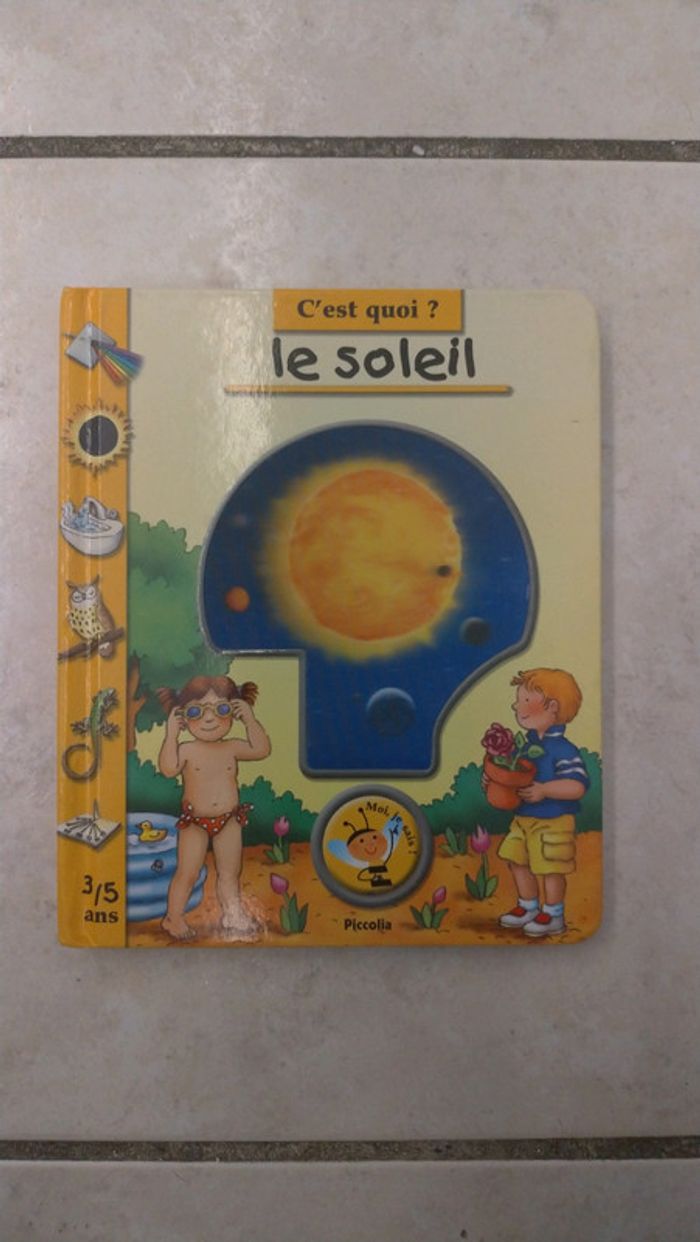 C'est quoi ?
le soleil
3/5
ans
Moi, je sais !
Piccolia